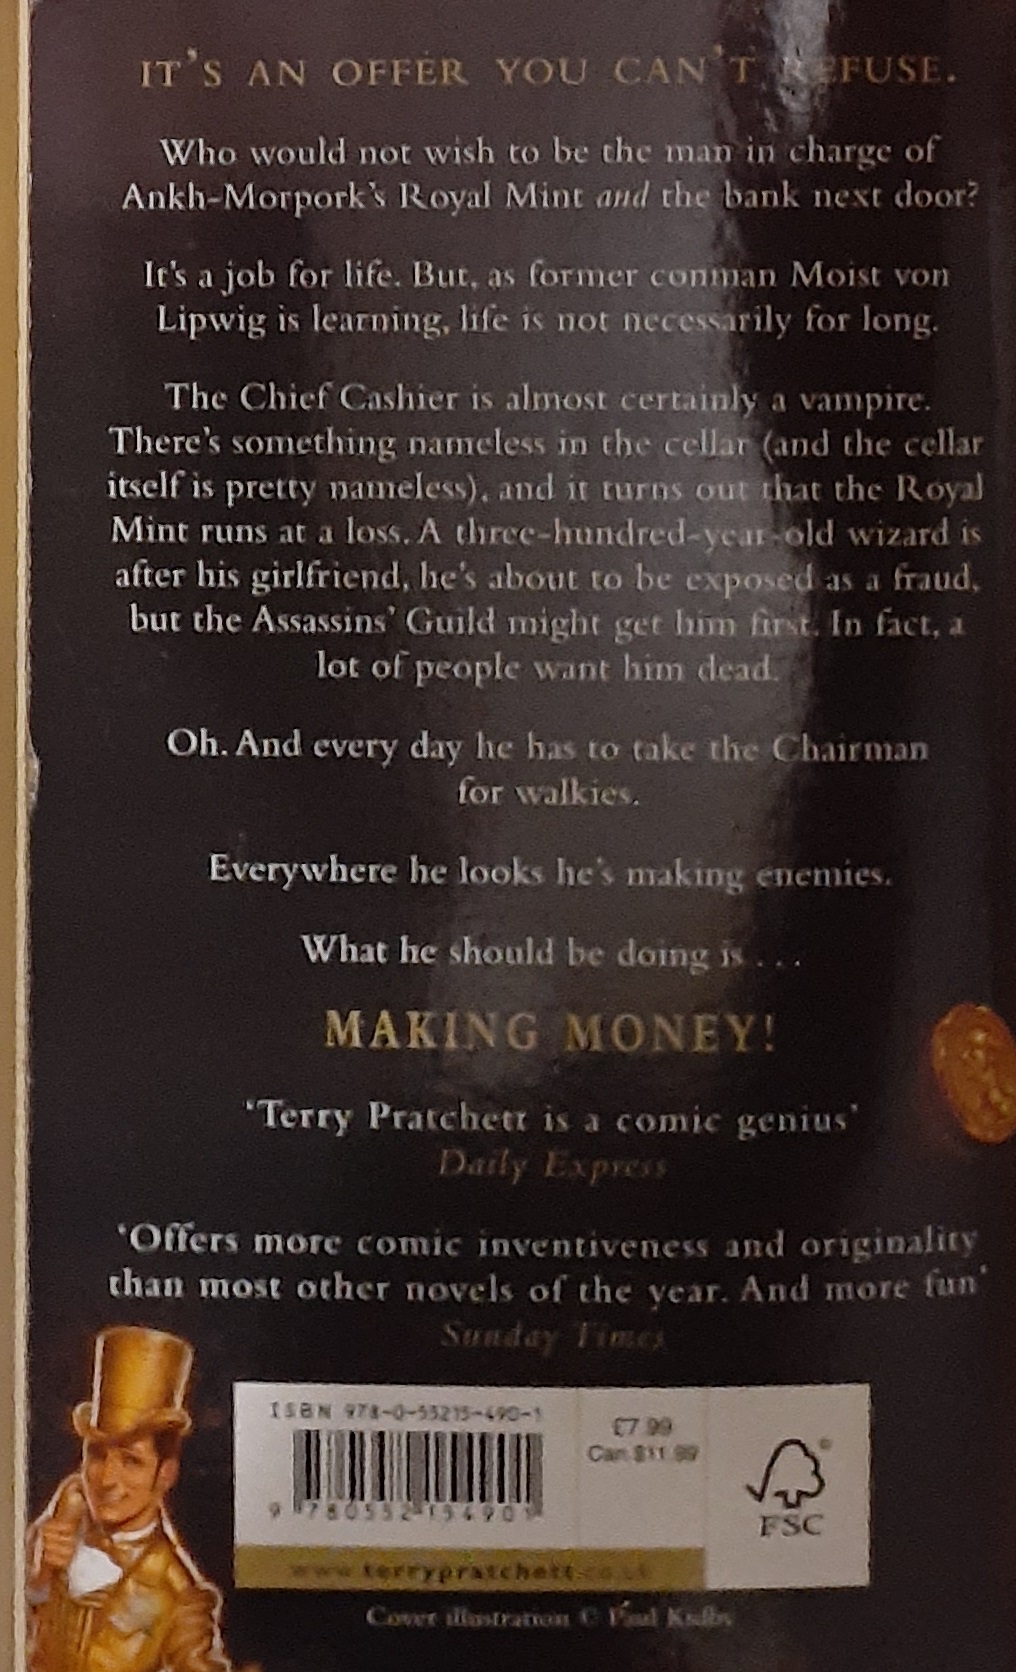 IT'S AN OFFER YOU CAN'T REFUSE.
Who would not wish to be the man in charge of
Ankh-Morpork's Royal Mint and the bank next door?
It's a job for life. But, as former conman Moist von
Lipwig is learning, life is not necessarily for long.
The Chief Cashier is almost certainly a vampire.
There's something nameless in the cellar (and the cellar
itself is pretty nameless), and it turns out that the Royal
Mint runs at a loss. A three-hundred-year-old wizard is
after his girlfriend, he's about to be exposed as a fraud,
but the Assassins' Guild might get him first. In fact, a
lot of people want him dead.
Oh. And every day he has to take the Chairman
for walkies.
Everywhere he looks he's making enemies.
What he should be doing is . . .
MAKING MONEY!
'Terry Pratchett is a comic genius'
Daily Express
'Offers more comic inventiveness and originality
than most other novels of the year. And more fun'
Sunday Times
ISBN 978-0-55215-490-1
£7.99
Can $11.99
9 780552 154901
FSC
www.terrypratchett.co.uk
Cover illustration © Paul Kidby